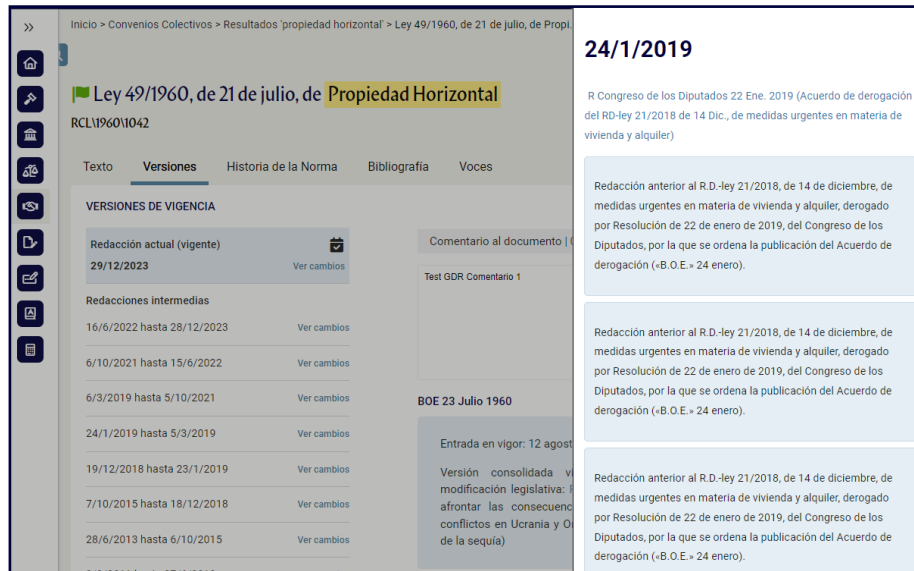 Inicio > Convenios Colectivos > Resultados 'propiedad horizontal' > Ley 49/1960, de 21 de julio, de Propi.
Ley 49/1960, de 21 de julio, de Propiedad Horizontal
RCL\1960\1042
Texto Versiones Historia de la Norma Bibliografía Voces
VERSIONES DE VIGENCIA
Redacción actual (vigente)
29/12/2023 Ver cambios
Redacciones intermedias
16/6/2022 hasta 28/12/2023 Ver cambios
6/10/2021 hasta 15/6/2022 Ver cambios
6/3/2019 hasta 5/10/2021 Ver cambios
24/1/2019 hasta 5/3/2019 Ver cambios
19/12/2018 hasta 23/1/2019 Ver cambios
7/10/2015 hasta 18/12/2018 Ver cambios
28/6/2013 hasta 6/10/2015 Ver cambios
Comentario al documento |
Test GDR Comentario 1
BOE 23 Julio 1960
Entrada en vigor: 12 agost
Versión consolidada vi
modificación legislativa:
afrontar las consecuenc
conflictos en Ucrania y O
de la sequía)
24/1/2019
R Congreso de los Diputados 22 Ene. 2019 (Acuerdo de derogación
del RD-ley 21/2018 de 14 Dic., de medidas urgentes en materia de
vivienda y alquiler)
Redacción anterior al R.D.-ley 21/2018, de 14 de diciembre, de
medidas urgentes en materia de vivienda y alquiler, derogado
por Resolución de 22 de enero de 2019, del Congreso de los
Diputados, por la que se ordena la publicación del Acuerdo de
derogación («B.O.E.» 24 enero).
Redacción anterior al R.D.-ley 21/2018, de 14 de diciembre, de
medidas urgentes en materia de vivienda y alquiler, derogado
por Resolución de 22 de enero de 2019, del Congreso de los
Diputados, por la que se ordena la publicación del Acuerdo de
derogación («B.O.E.» 24 enero).
Redacción anterior al R.D.-ley 21/2018, de 14 de diciembre, de
medidas urgentes en materia de vivienda y alquiler, derogado
por Resolución de 22 de enero de 2019, del Congreso de los
Diputados, por la que se ordena la publicación del Acuerdo de
derogación («B.O.E.» 24 enero).